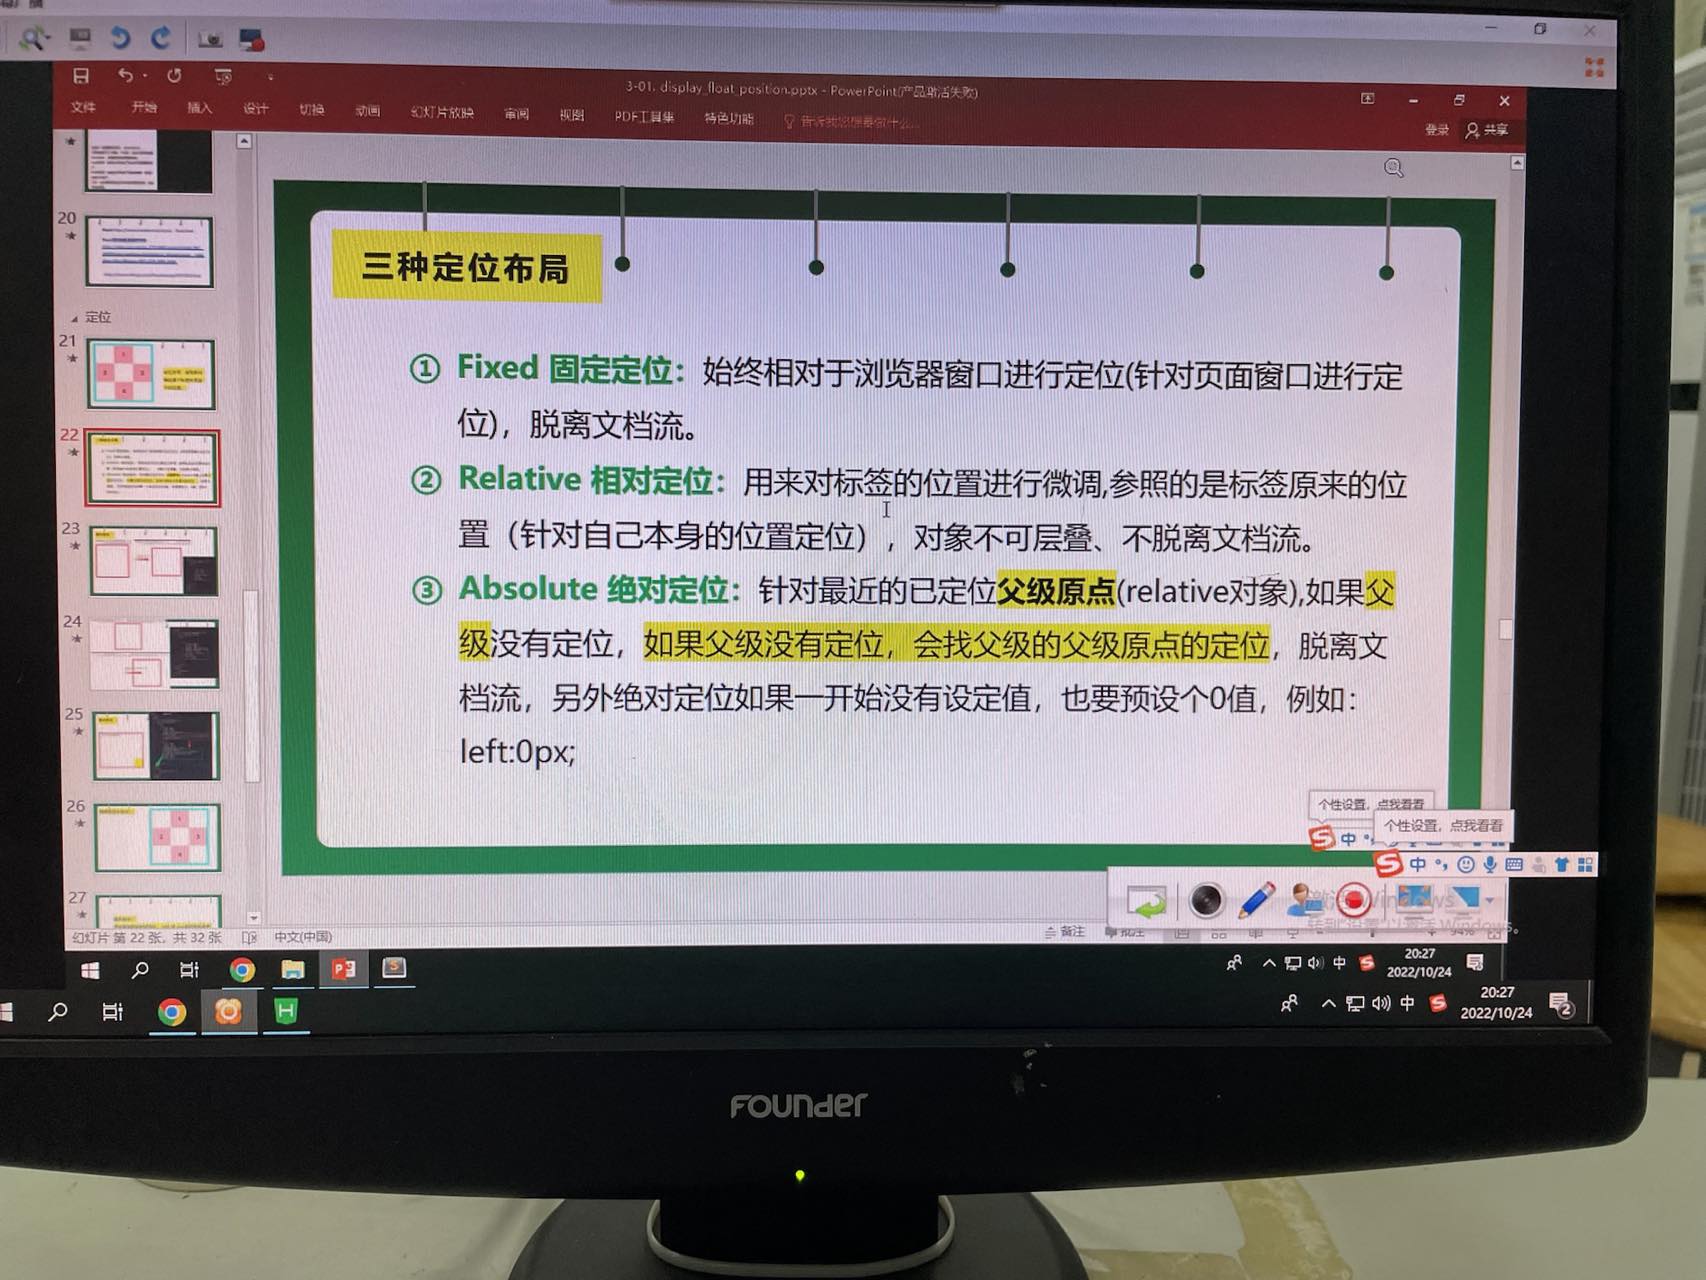 3-01. display_float_position.pptx - PowerPoint(产品激活失败)
文件 开始 插入 设计 切换 动画 幻灯片放映 审阅 视图 PDF工具集 特色功能 告诉我您想要做什么...
登录 共享
20
定位
21
22
23
24
25
26
27
三种定位布局
① Fixed 固定定位：始终相对于浏览器窗口进行定位(针对页面窗口进行定
位)，脱离文档流。
② Relative 相对定位：用来对标签的位置进行微调,参照的是标签原来的位
置（针对自己本身的位置定位），对象不可层叠、不脱离文档流。
③ Absolute 绝对定位：针对最近的已定位父级原点(relative对象),如果父
级没有定位，如果父级没有定位，会找父级的父级原点的定位，脱离文
档流，另外绝对定位如果一开始没有设定值，也要预设个0值，例如：
left:0px;
个性设置，点我看看
个性设置，点我看看
中
中
激活 Windows
转到"设置"以激活 Windows。
幻灯片 第 22 张，共 32 张 中文(中国)
备注 批注 94%
中 20:27
2022/10/24
中 20:27
2022/10/24
2
FOUNDER